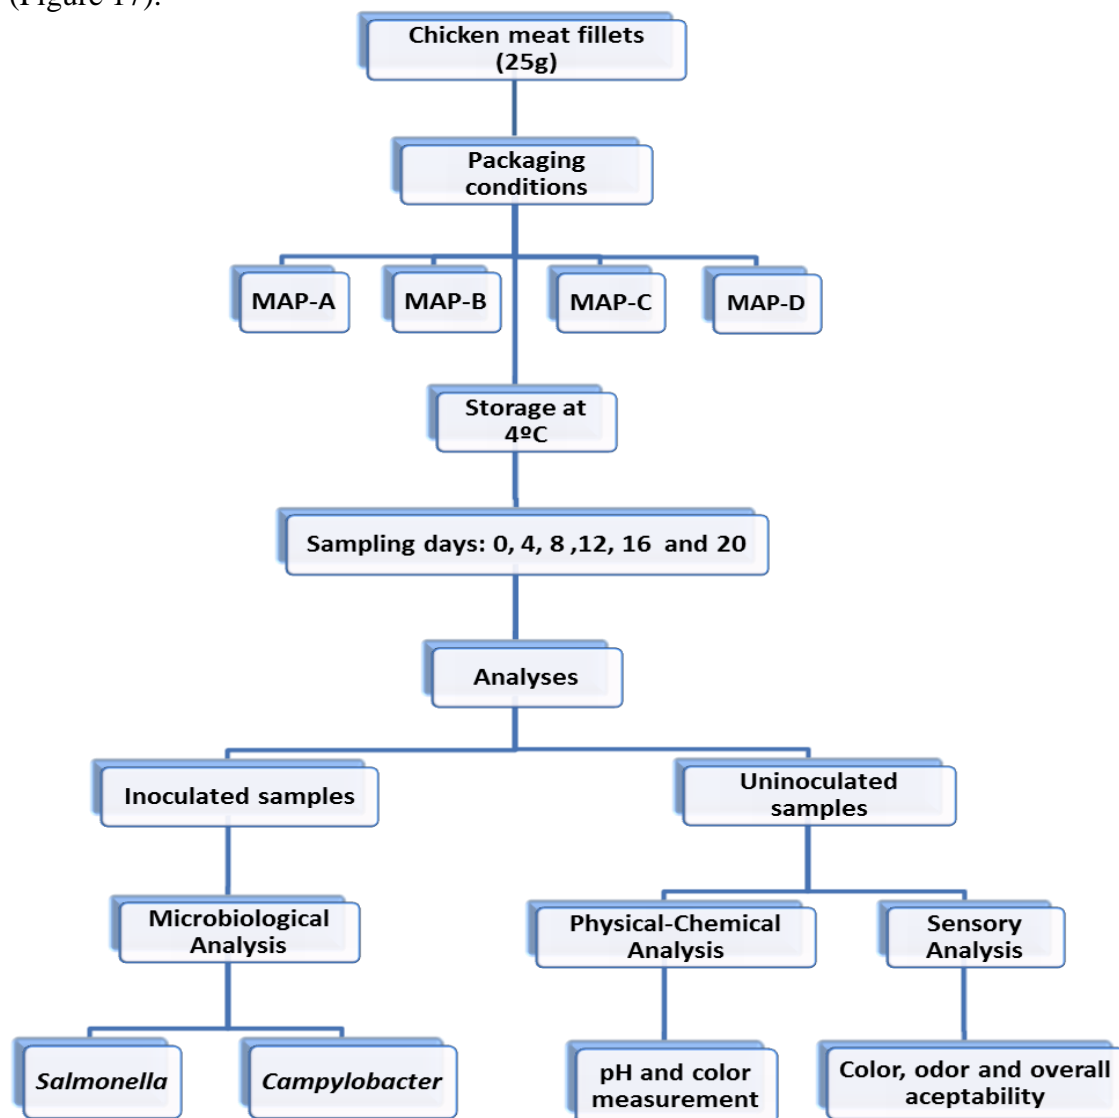 (Figure 17).
Chicken meat fillets
(25g)
Packaging
conditions
MAP-A
MAP-B
MAP-C
MAP-D
Storage at
4ºC
Sampling days: 0, 4, 8 ,12, 16 and 20
Analyses
Inoculated samples
Uninoculated
samples
Microbiological
Analysis
Physical-Chemical
Analysis
Sensory
Analysis
Salmonella
Campylobacter
pH and color
measurement
Color, odor and overall
aceptability